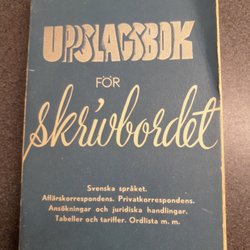 UPPSLAGSBOK
FÖR
skrivbordet
Svenska språket.
Affärskorrespondens. Privatkorrespondens.
Ansökningar och juridiska handlingar.
Tabeller och tariffer. Ordlista m. m.